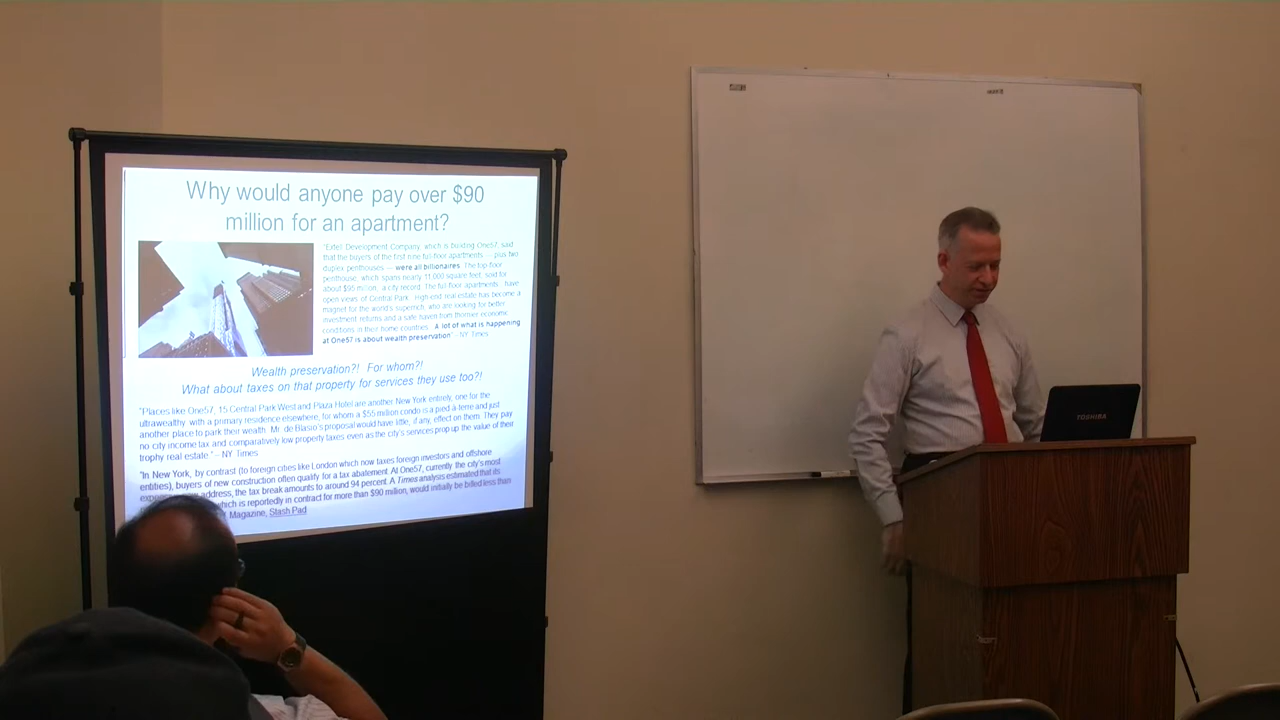 Why would anyone pay over $90
million for an apartment?
"Extell Development Company, which is building One57, said
that the buyers of the first nine full-floor apartments — plus two
duplex penthouses — were all billionaires. The top-floor
penthouse, which spans nearly 11,000 square feet, sold for
about $95 million, a city record. The full-floor apartments have
open views of Central Park. High-end real estate has become a
magnet for the world's superrich, who are looking for better
investment returns and a safe haven from thornier economic
conditions in their home countries. A lot of what is happening
at One57 is about wealth preservation" – NY Times
Wealth preservation?! For whom?!
What about taxes on that property for services they use too?!
"Places like One57, 15 Central Park West and Plaza Hotel are another New York entirely, one for the
ultrawealthy with a primary residence elsewhere, for whom a $55 million condo is a pied-à-terre and just
another place to park their wealth. Mr. de Blasio's proposal would have little, if any, effect on them. They pay
no city income tax and comparatively low property taxes even as the city's services prop up the value of their
trophy real estate." – NY Times
"In New York, by contrast (to foreign cities like London which now taxes foreign investors and offshore
entities), buyers of new construction often qualify for a tax abatement. At One57, currently the city's most
address, the tax break amounts to around 94 percent. A Times analysis estimated that its
which is reportedly in contract for more than $90 million, would initially be billed less than
Magazine, Stash Pad
TOSHIBA